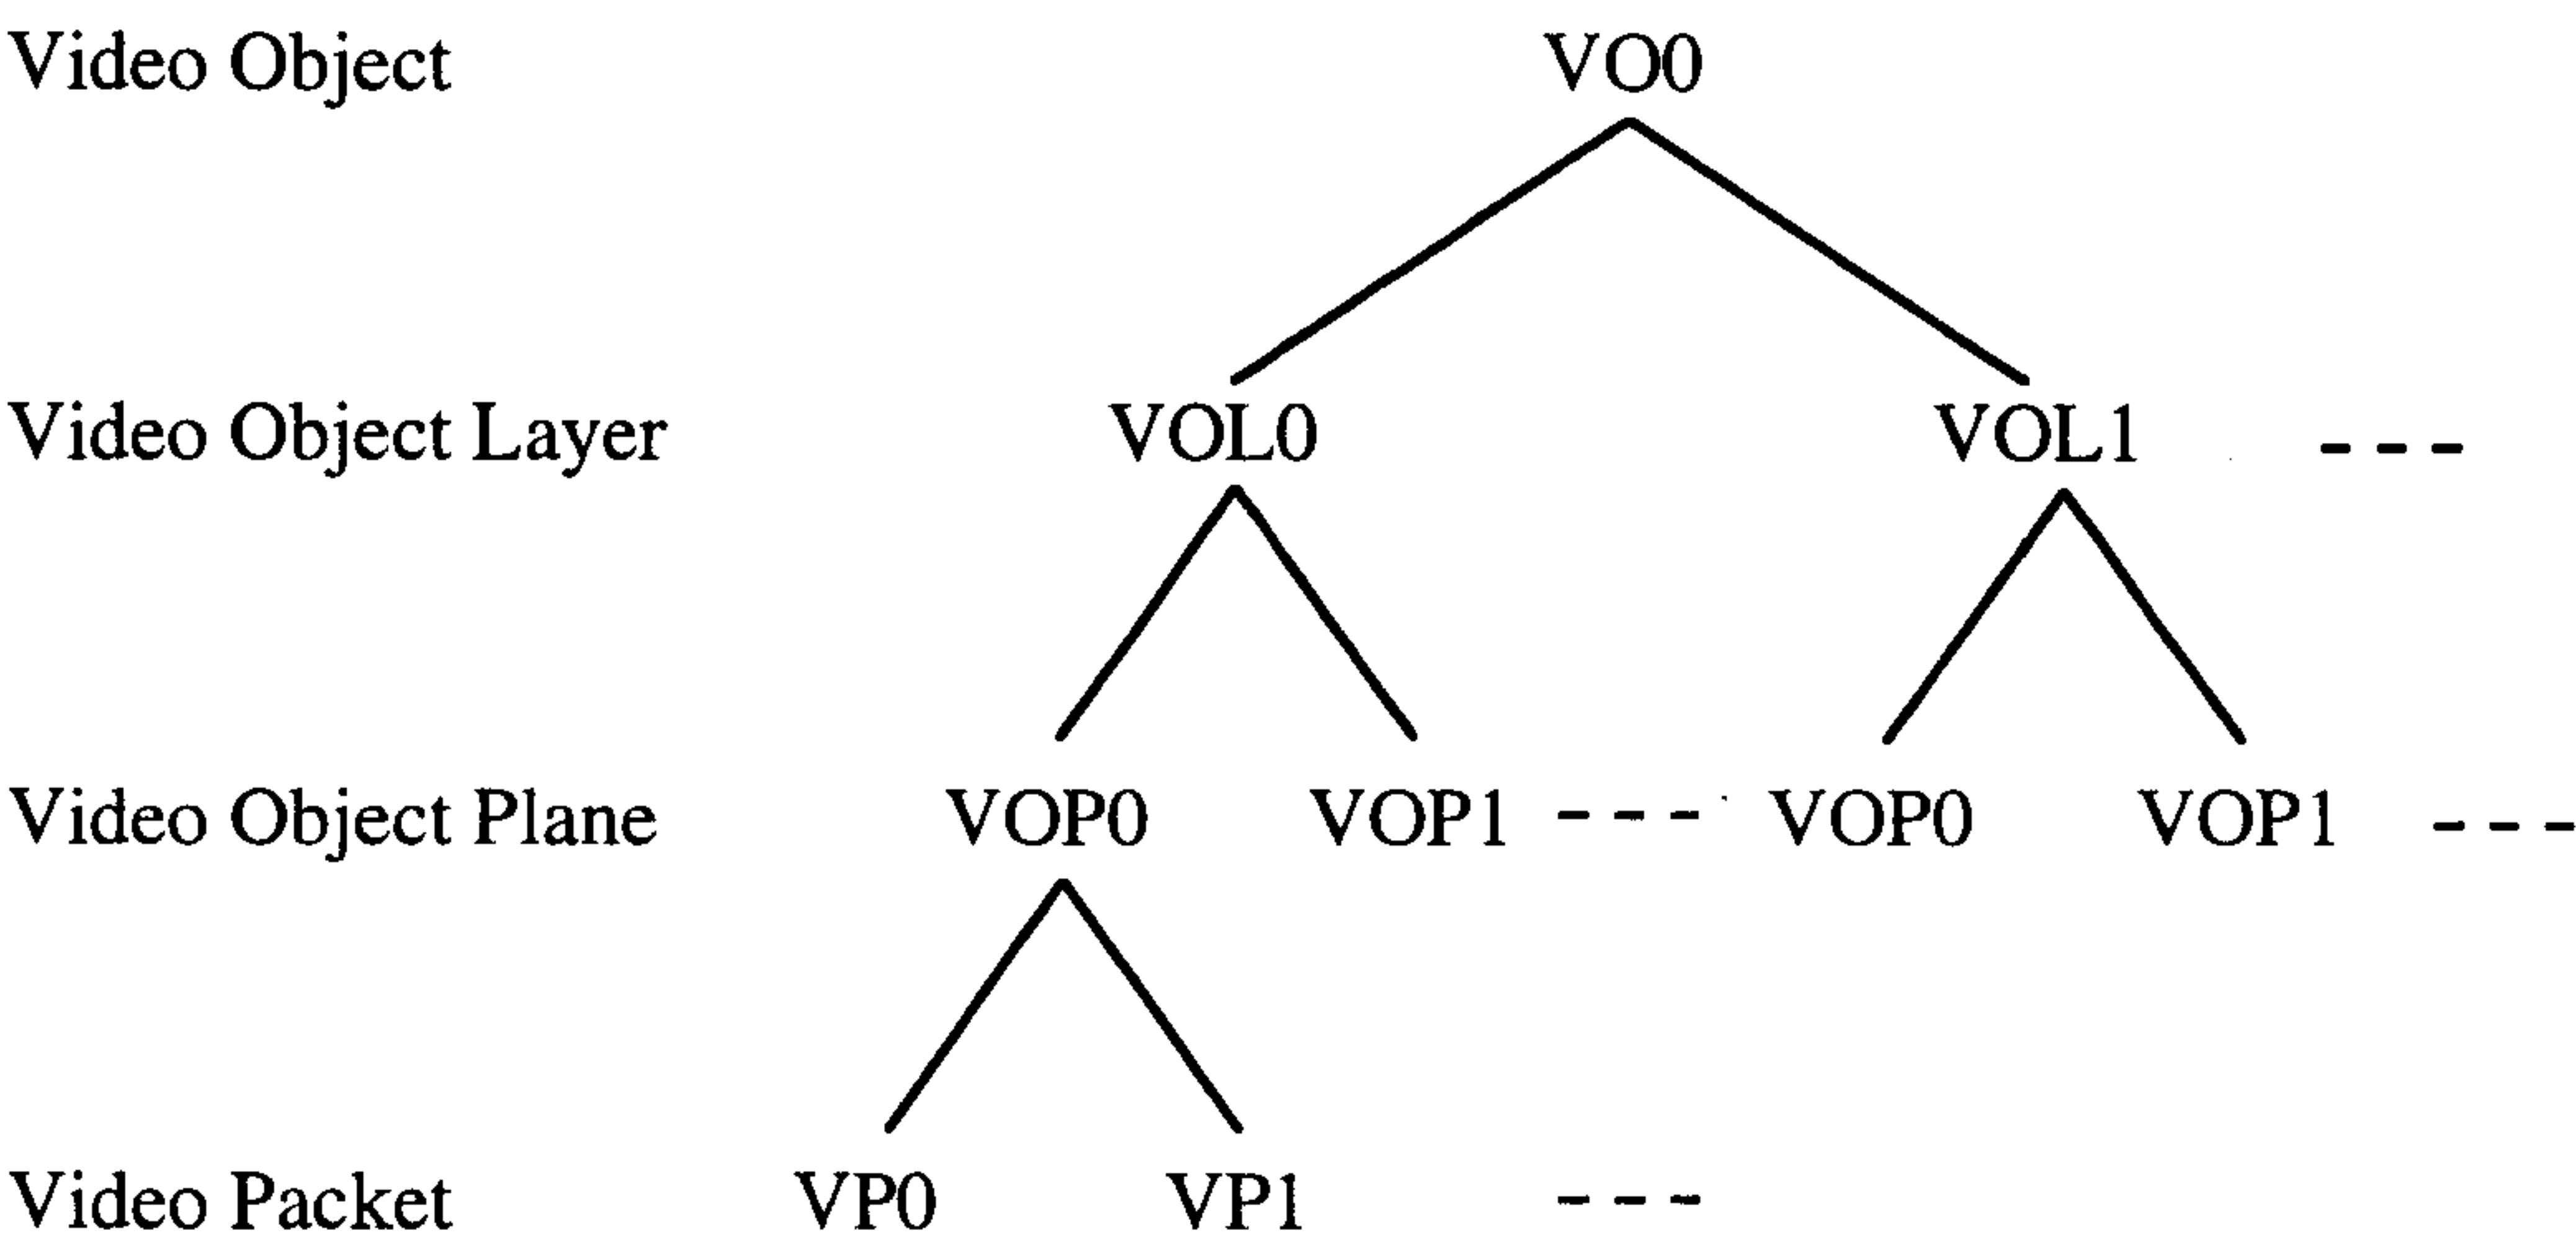 Video Object VO0
Video Object Layer VOL0 VOL1 ---
Video Object Plane VOP0 VOP1 --- VOP0 VOP1 ---
Video Packet VP0 VP1 ---